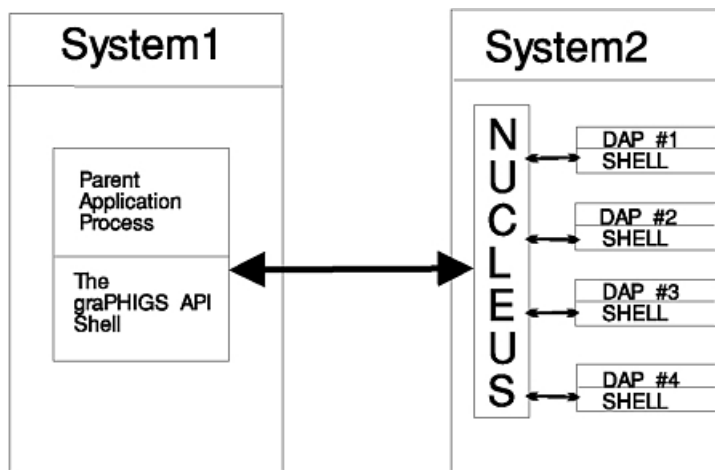 System1
Parent
Application
Process
The
graPHIGS API
Shell
System2
NUCLEUS
DAP #1
SHELL
DAP #2
SHELL
DAP #3
SHELL
DAP #4
SHELL